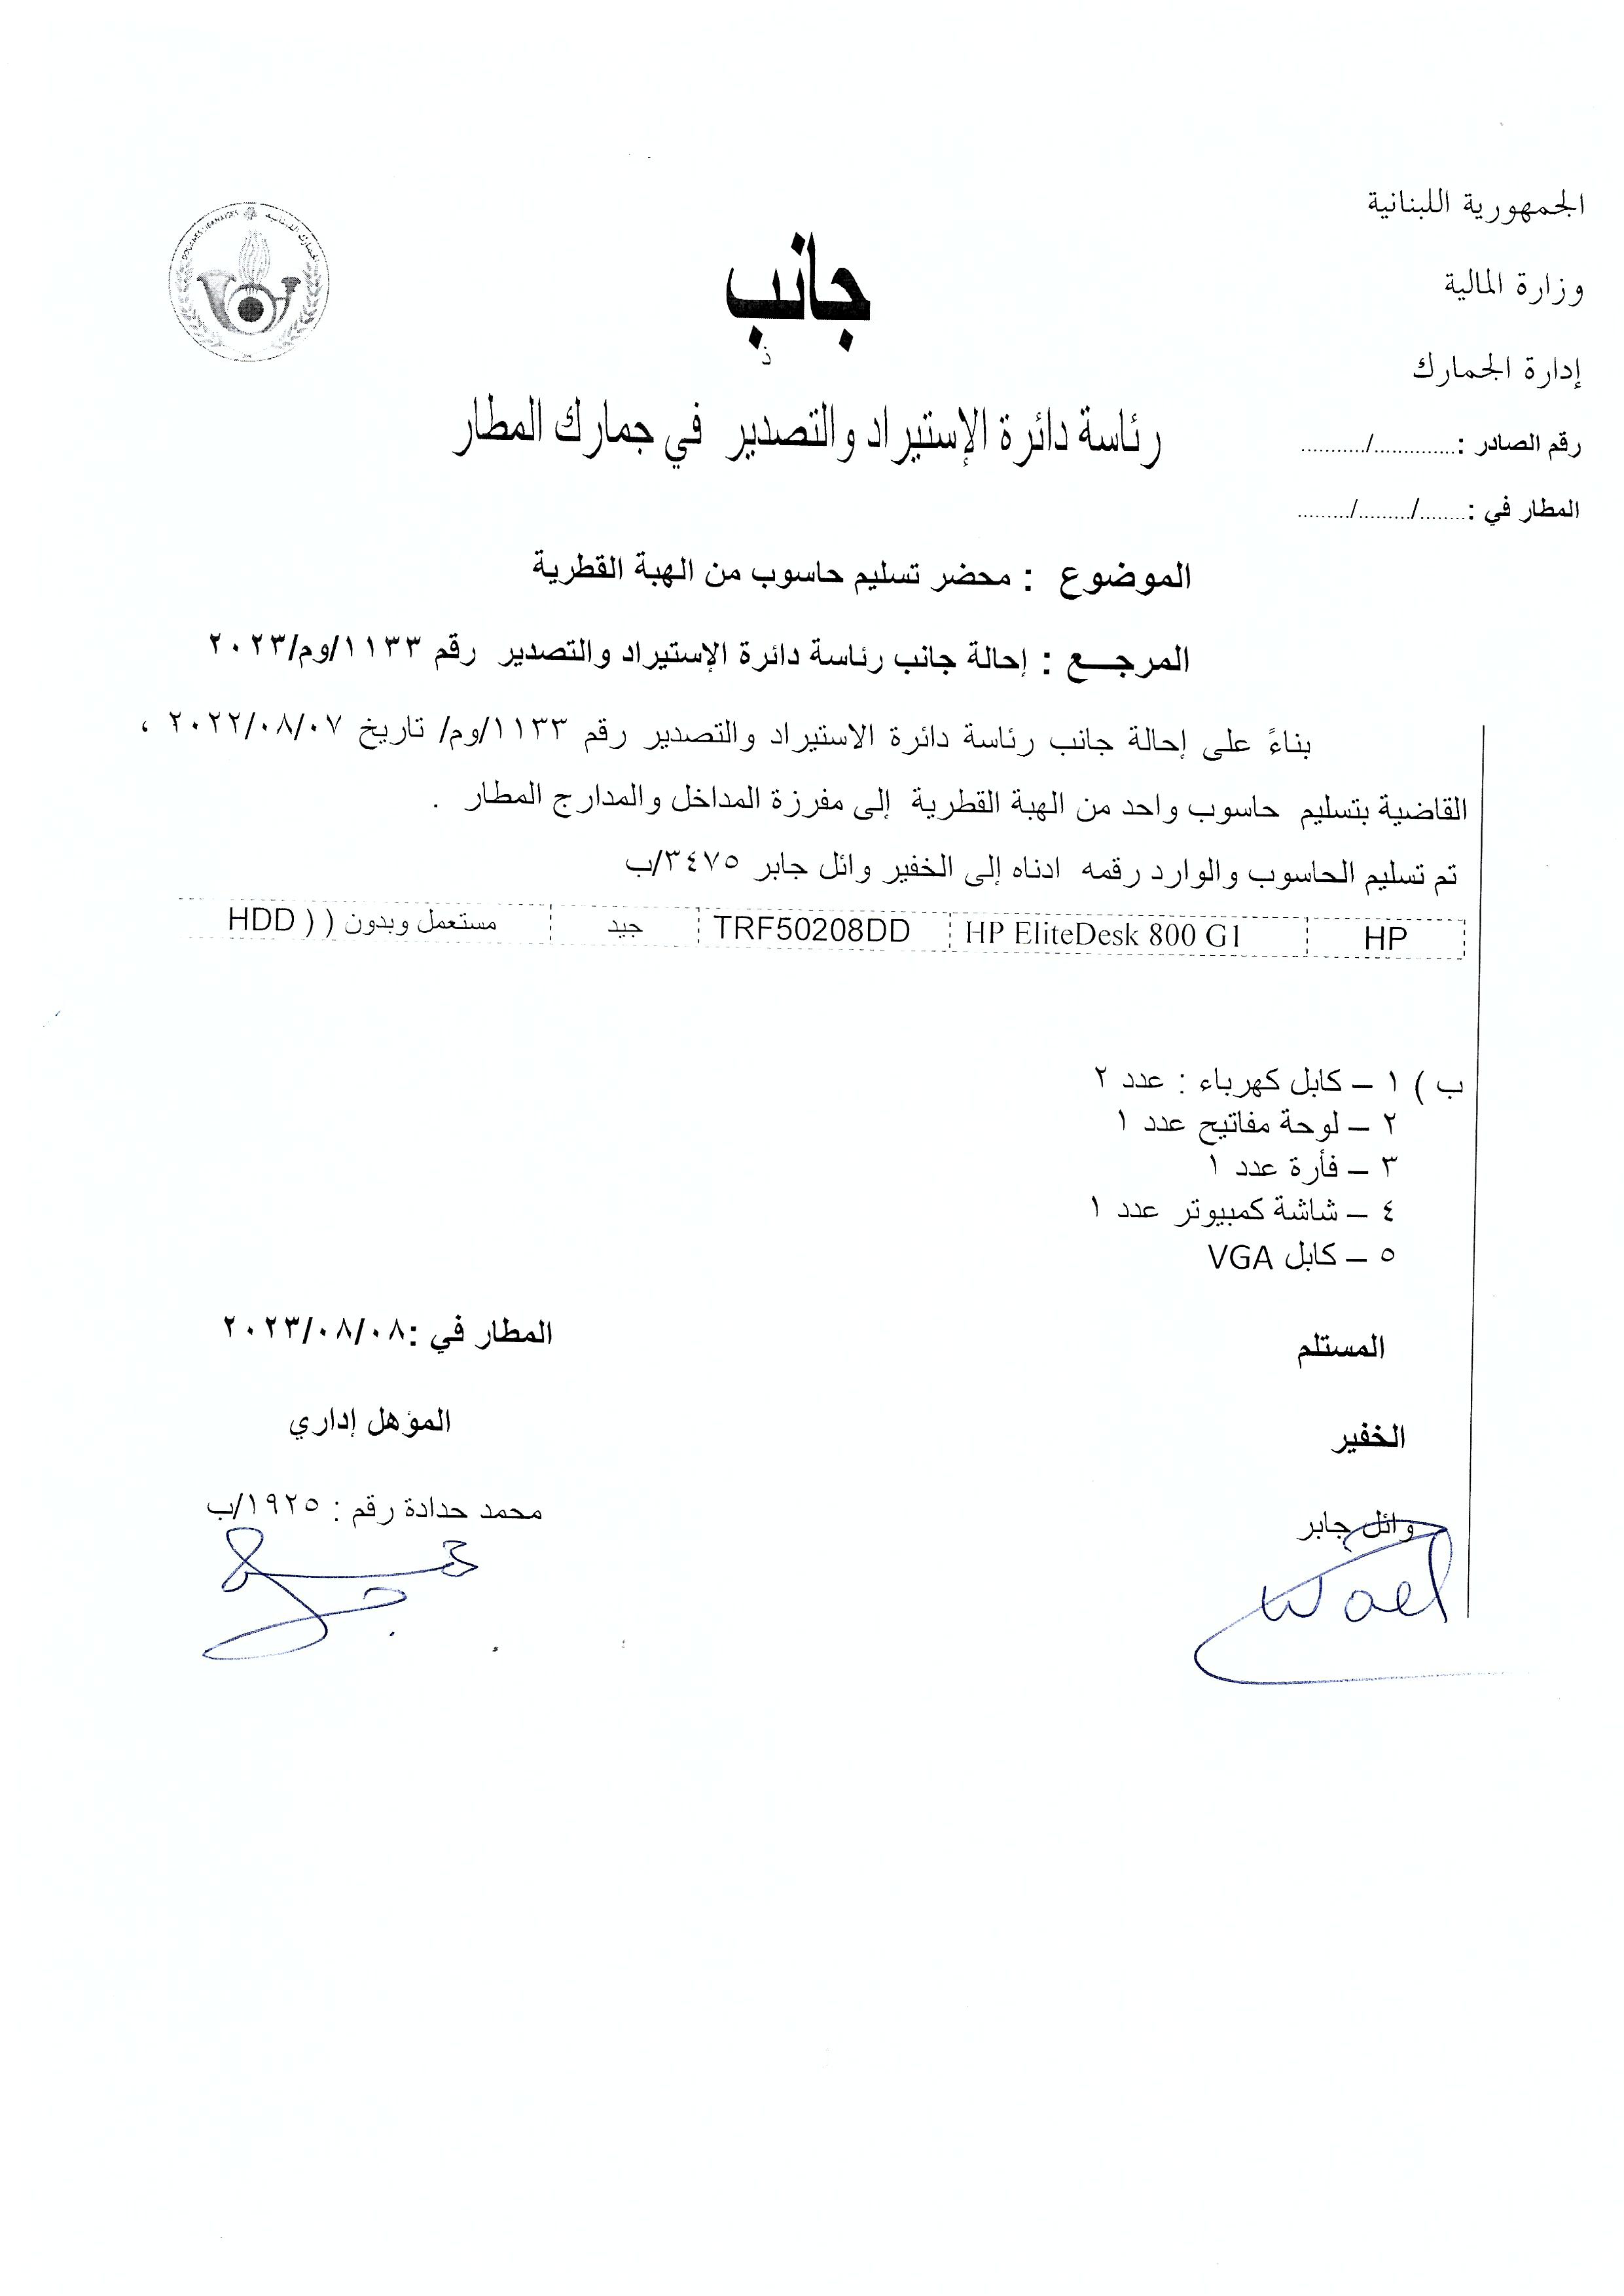 الجمهورية اللبنانية
وزارة المالية
إدارة الجمارك
رقم الصادر :............../...........
المطار في :......../........./.........
DOUANES LIBANAISES الجمارك اللبنانية
جانب
ذ
رئاسة دائرة الإستيراد والتصدير في جمارك المطار
الموضوع : محضر تسليم حاسوب من الهبة القطرية
المرجـــع : إحالة جانب رئاسة دائرة الإستيراد والتصدير رقم ١١٣٣/وم/٢٠٢٣
بناءً على إحالة جانب رئاسة دائرة الاستيراد والتصدير رقم ١١٣٣/وم/ تاريخ ٢٠٢٢/٠٨/٠٧ ،
القاضية بتسليم حاسوب واحد من الهبة القطرية إلى مفرزة المداخل والمدارج المطار .
تم تسليم الحاسوب والوارد رقمه ادناه إلى الخفير وائل جابر ٣٤٧٥/ب
HP HP EliteDesk 800 G1 TRF50208DD جيد مستعمل وبدون ( ( HDD
ب ) ١ – كابل كهرباء : عدد ٢
٢ – لوحة مفاتيح عدد ١
٣ – فأرة عدد ١
٤ – شاشة كمبيوتر عدد ١
٥ – كابل VGA
المطار في :٢٠٢٣/٠٨/٠٨
المستلم
المؤهل إداري
الخفير
محمد حدادة رقم : ١٩٢٥/ب
وائل جابر
Wael